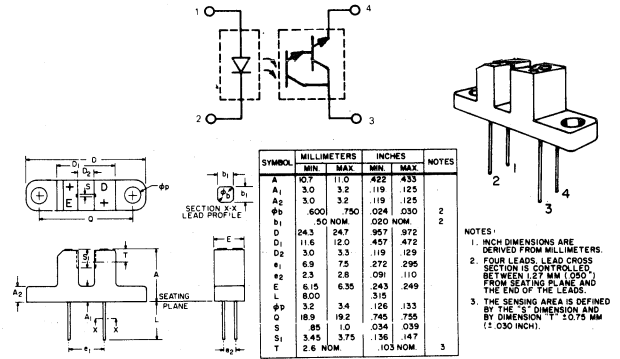 1
4
2
3
D
D1
D2
S
+
D
E
+
Q
ϕp
b1
ϕb
b1
SECTION X-X
LEAD PROFILE
2
1
3
4
S1
T
A
A2
A1
SEATING
PLANE
L
X
X
e1
E
e2
SYMBOL MILLIMETERS INCHES NOTES
MIN. MAX. MIN. MAX.
A 10.7 11.0 .422 .433
A1 3.0 3.2 .119 .125
A2 3.0 3.2 .119 .125
ϕb .600 .750 .024 .030 2
b1 .50 NOM. .020 NOM. 2
D 24.3 24.7 .957 .972
D1 11.6 12.0 .457 .472
D2 3.0 3.3 .119 .129
e1 6.9 7.5 .272 .295
e2 2.3 2.8 .091 .110
E 6.15 6.35 .243 .249
L 8.00 .315
ϕp 3.2 3.4 .126 .133
Q 18.9 19.2 .745 .755
S .85 1.0 .034 .039
S1 3.45 3.75 .136 .147
T 2.6 NOM. .103 NOM. 3
NOTES:
1. INCH DIMENSIONS ARE
DERIVED FROM MILLIMETERS.
2. FOUR LEADS. LEAD CROSS
SECTION IS CONTROLLED
BETWEEN 1.27 MM (.050")
FROM SEATING PLANE AND
THE END OF THE LEADS.
3. THE SENSING AREA IS DEFINED
BY THE "S" DIMENSION AND
BY DIMENSION "T" ±0.75 MM
(±.030 INCH).